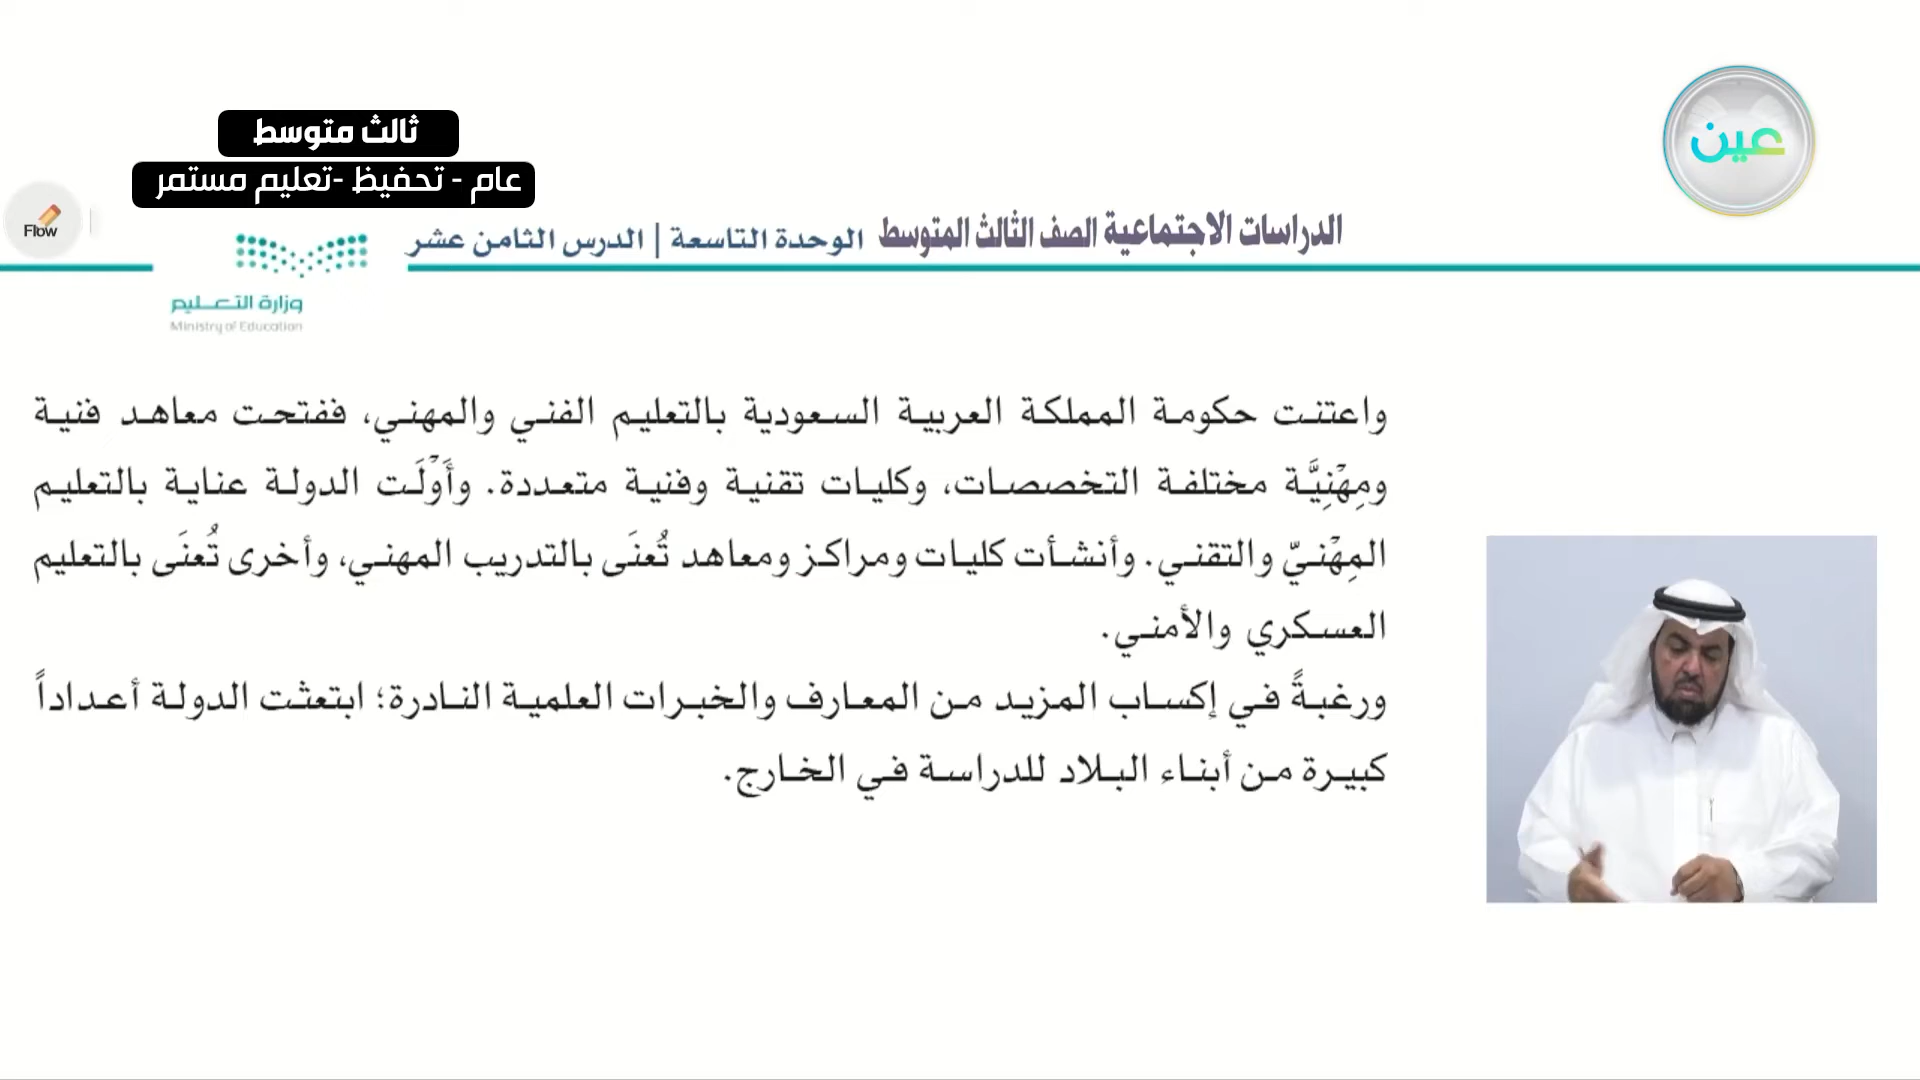 عين
ثالث متوسط
عام - تحفيظ -تعليم مستمر
Flow
الدراسات الاجتماعية الصف الثالث المتوسط الوحدة التاسعة | الدرس الثامن عشر
وزارة التعـــليم
Ministry of Education
واعتنت حكومة المملكة العربية السعودية بالتعليم الفني والمهني، ففتحت معاهد فنية
ومِهْنِيَّة مختلفة التخصصات، وكليات تقنية وفنية متعددة. وأَوْلَت الدولة عناية بالتعليم
المِهْنيّ والتقني. وأنشأت كليات ومراكز ومعاهد تُعنَى بالتدريب المهني، وأخرى تُعنَى بالتعليم
العسكري والأمني.
ورغبةً في إكساب المزيد من المعارف والخبرات العلمية النادرة؛ ابتعثت الدولة أعداداً
كبيرة من أبناء البلاد للدراسة في الخارج.